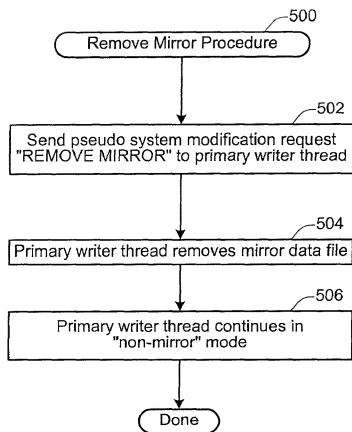 500
Remove Mirror Procedure
502
Send pseudo system modification request
"REMOVE MIRROR" to primary writer thread
504
Primary writer thread removes mirror data file
506
Primary writer thread continues in
"non-mirror" mode
Done